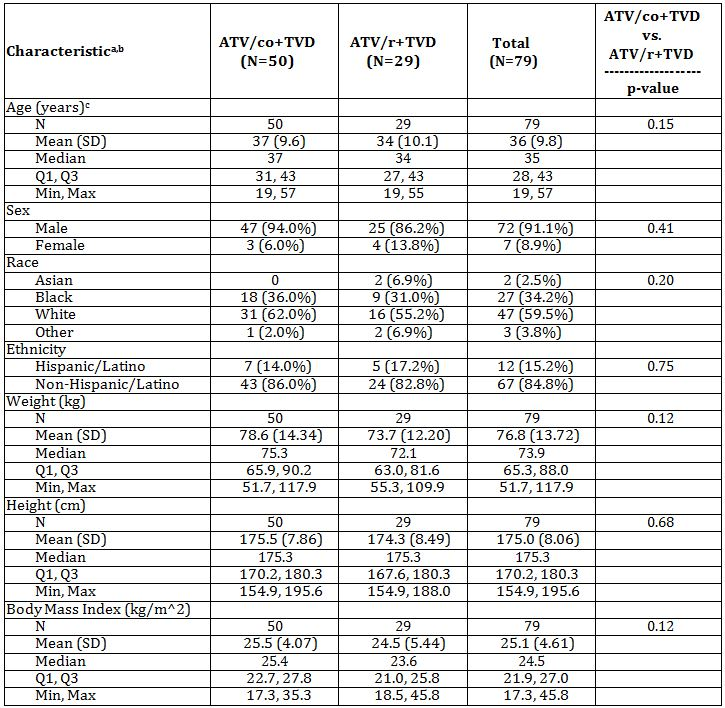 Characteristicᵃ,ᵇ ATV/co+TVD (N=50) ATV/r+TVD (N=29) Total (N=79) ATV/co+TVD vs. ATV/r+TVD -------------------- p-value
Age (years)ᶜ
N 50 29 79 0.15
Mean (SD) 37 (9.6) 34 (10.1) 36 (9.8)
Median 37 34 35
Q1, Q3 31, 43 27, 43 28, 43
Min, Max 19, 57 19, 55 19, 57
Sex
Male 47 (94.0%) 25 (86.2%) 72 (91.1%) 0.41
Female 3 (6.0%) 4 (13.8%) 7 (8.9%)
Race
Asian 0 2 (6.9%) 2 (2.5%) 0.20
Black 18 (36.0%) 9 (31.0%) 27 (34.2%)
White 31 (62.0%) 16 (55.2%) 47 (59.5%)
Other 1 (2.0%) 2 (6.9%) 3 (3.8%)
Ethnicity
Hispanic/Latino 7 (14.0%) 5 (17.2%) 12 (15.2%) 0.75
Non-Hispanic/Latino 43 (86.0%) 24 (82.8%) 67 (84.8%)
Weight (kg)
N 50 29 79 0.12
Mean (SD) 78.6 (14.34) 73.7 (12.20) 76.8 (13.72)
Median 75.3 72.1 73.9
Q1, Q3 65.9, 90.2 63.0, 81.6 65.3, 88.0
Min, Max 51.7, 117.9 55.3, 109.9 51.7, 117.9
Height (cm)
N 50 29 79 0.68
Mean (SD) 175.5 (7.86) 174.3 (8.49) 175.0 (8.06)
Median 175.3 175.3 175.3
Q1, Q3 170.2, 180.3 167.6, 180.3 170.2, 180.3
Min, Max 154.9, 195.6 154.9, 188.0 154.9, 195.6
Body Mass Index (kg/m^2)
N 50 29 79 0.12
Mean (SD) 25.5 (4.07) 24.5 (5.44) 25.1 (4.61)
Median 25.4 23.6 24.5
Q1, Q3 22.7, 27.8 21.0, 25.8 21.9, 27.0
Min, Max 17.3, 35.3 18.5, 45.8 17.3, 45.8